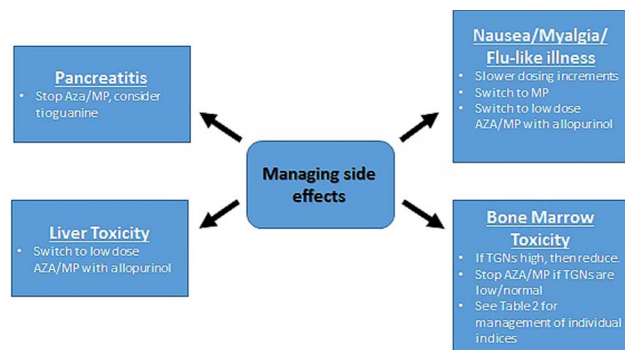 Pancreatitis
• Stop Aza/MP, consider
tioguanine
Nausea/Myalgia/
Flu-like illness
• Slower dosing increments
• Switch to MP
• Switch to low dose
AZA/MP with allopurinol
Managing side
effects
Liver Toxicity
• Switch to low dose
AZA/MP with allopurinol
Bone Marrow
Toxicity
• If TGNs high, then reduce.
• Stop AZA/MP if TGNs are
low/normal
• See Table 2 for
management of individual
indices